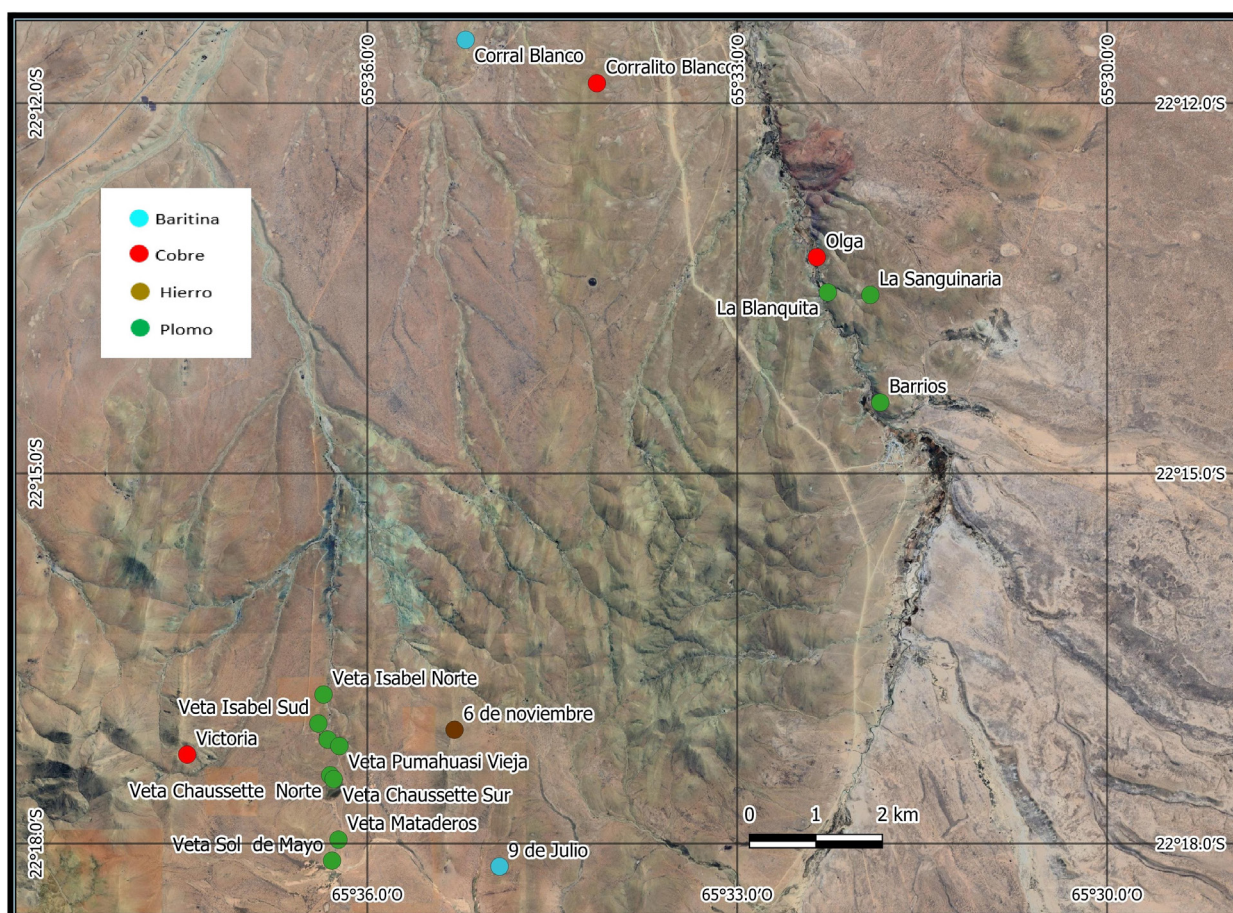 65°36.0'O
65°33.0'O
65°30.0'O
Corral Blanco
Corralito Blanco
22°12.0'S
22°12.0'S
Baritina
Cobre
Hierro
Plomo
Olga
La Sanguinaria
La Blanquita
Barrios
22°15.0'S
22°15.0'S
Veta Isabel Norte
Veta Isabel Sud
6 de noviembre
Victoria
Veta Pumahuasi Vieja
Veta Chaussette Norte
Veta Chaussette Sur
0 1 2 km
Veta Mataderos
Veta Sol de Mayo
9 de Julio
22°18.0'S
22°18.0'S
65°36.0'O
65°33.0'O
65°30.0'O